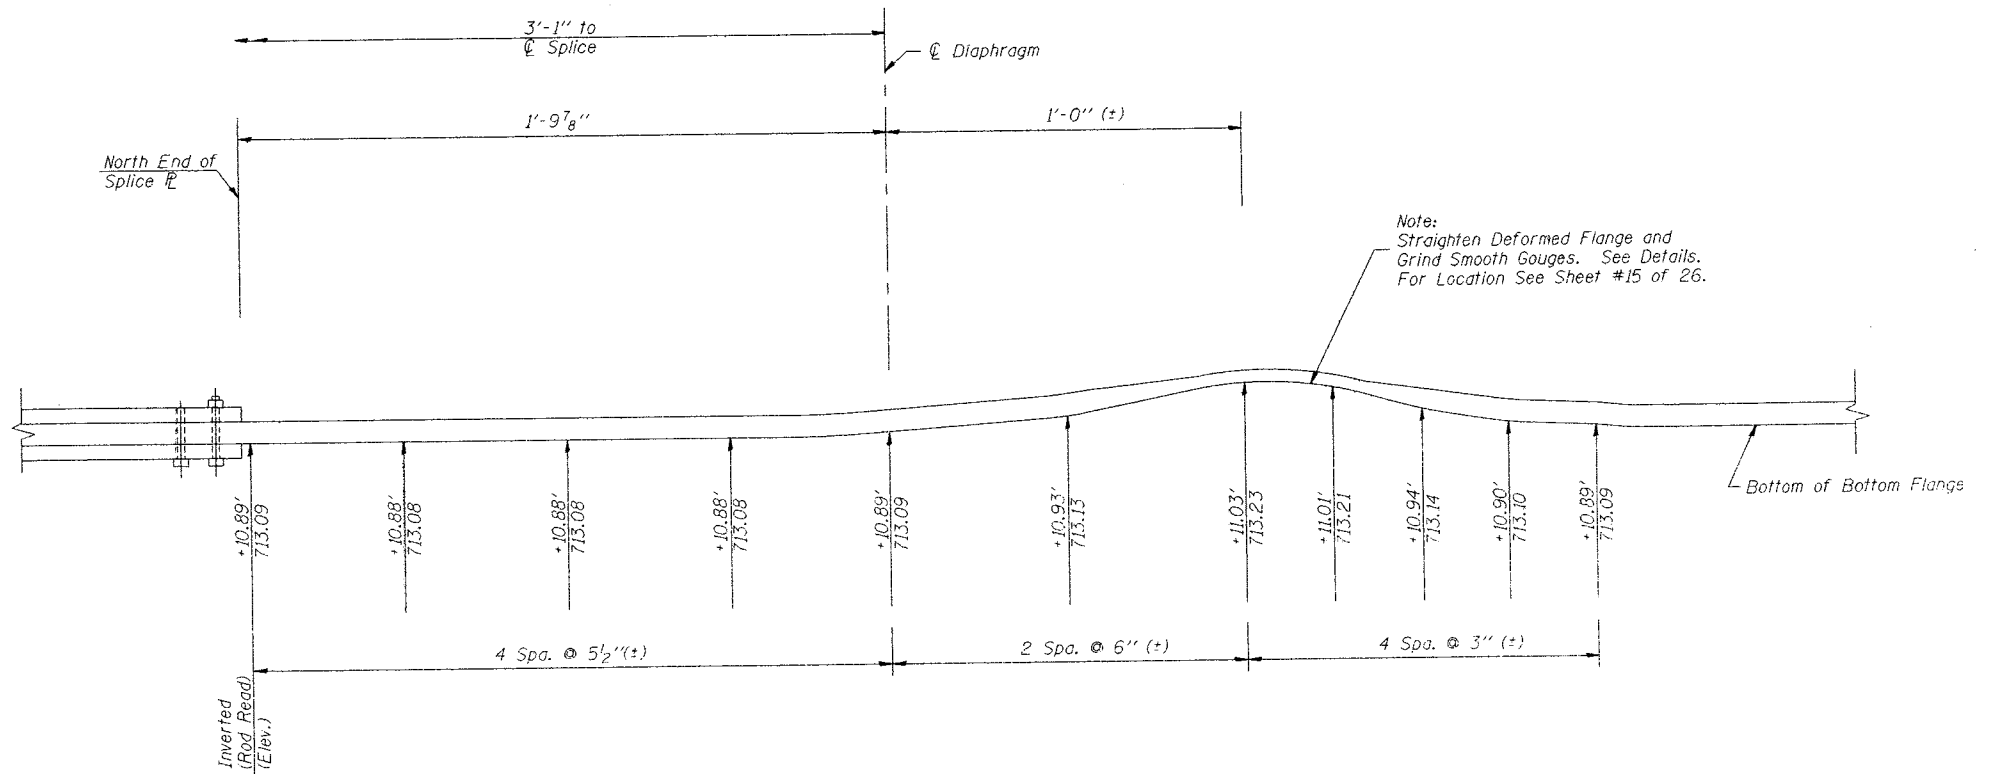 3'-1" to
℄ Splice
℄ Diaphragm
1'-9 7/8"
1'-0" (±)
North End of
Splice ⅊
Note:
Straighten Deformed Flange and
Grind Smooth Gouges. See Details.
For Location See Sheet #15 of 26.
Bottom of Bottom Flange
+10.89'
713.09
+10.88'
713.08
+10.88'
713.08
+10.88'
713.08
+10.89'
713.09
+10.93'
713.13
+11.03'
713.23
+11.01'
713.21
+10.94'
713.14
+10.90'
713.10
+10.89'
713.09
4 Spa. @ 5 1/2"(±)
2 Spa. @ 6" (±)
4 Spa. @ 3" (±)
Inverted
(Rod Read)
(Elev.)